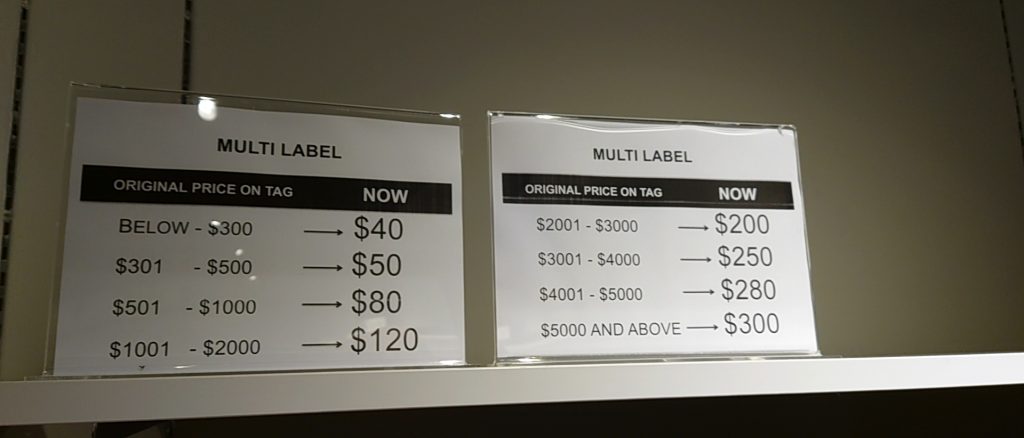 MULTI LABEL
ORIGINAL PRICE ON TAG NOW
BELOW - $300 → $40
$301 - $500 → $50
$501 - $1000 → $80
$1001 - $2000 → $120
MULTI LABEL
ORIGINAL PRICE ON TAG NOW
$2001 - $3000 → $200
$3001 - $4000 → $250
$4001 - $5000 → $280
$5000 AND ABOVE → $300